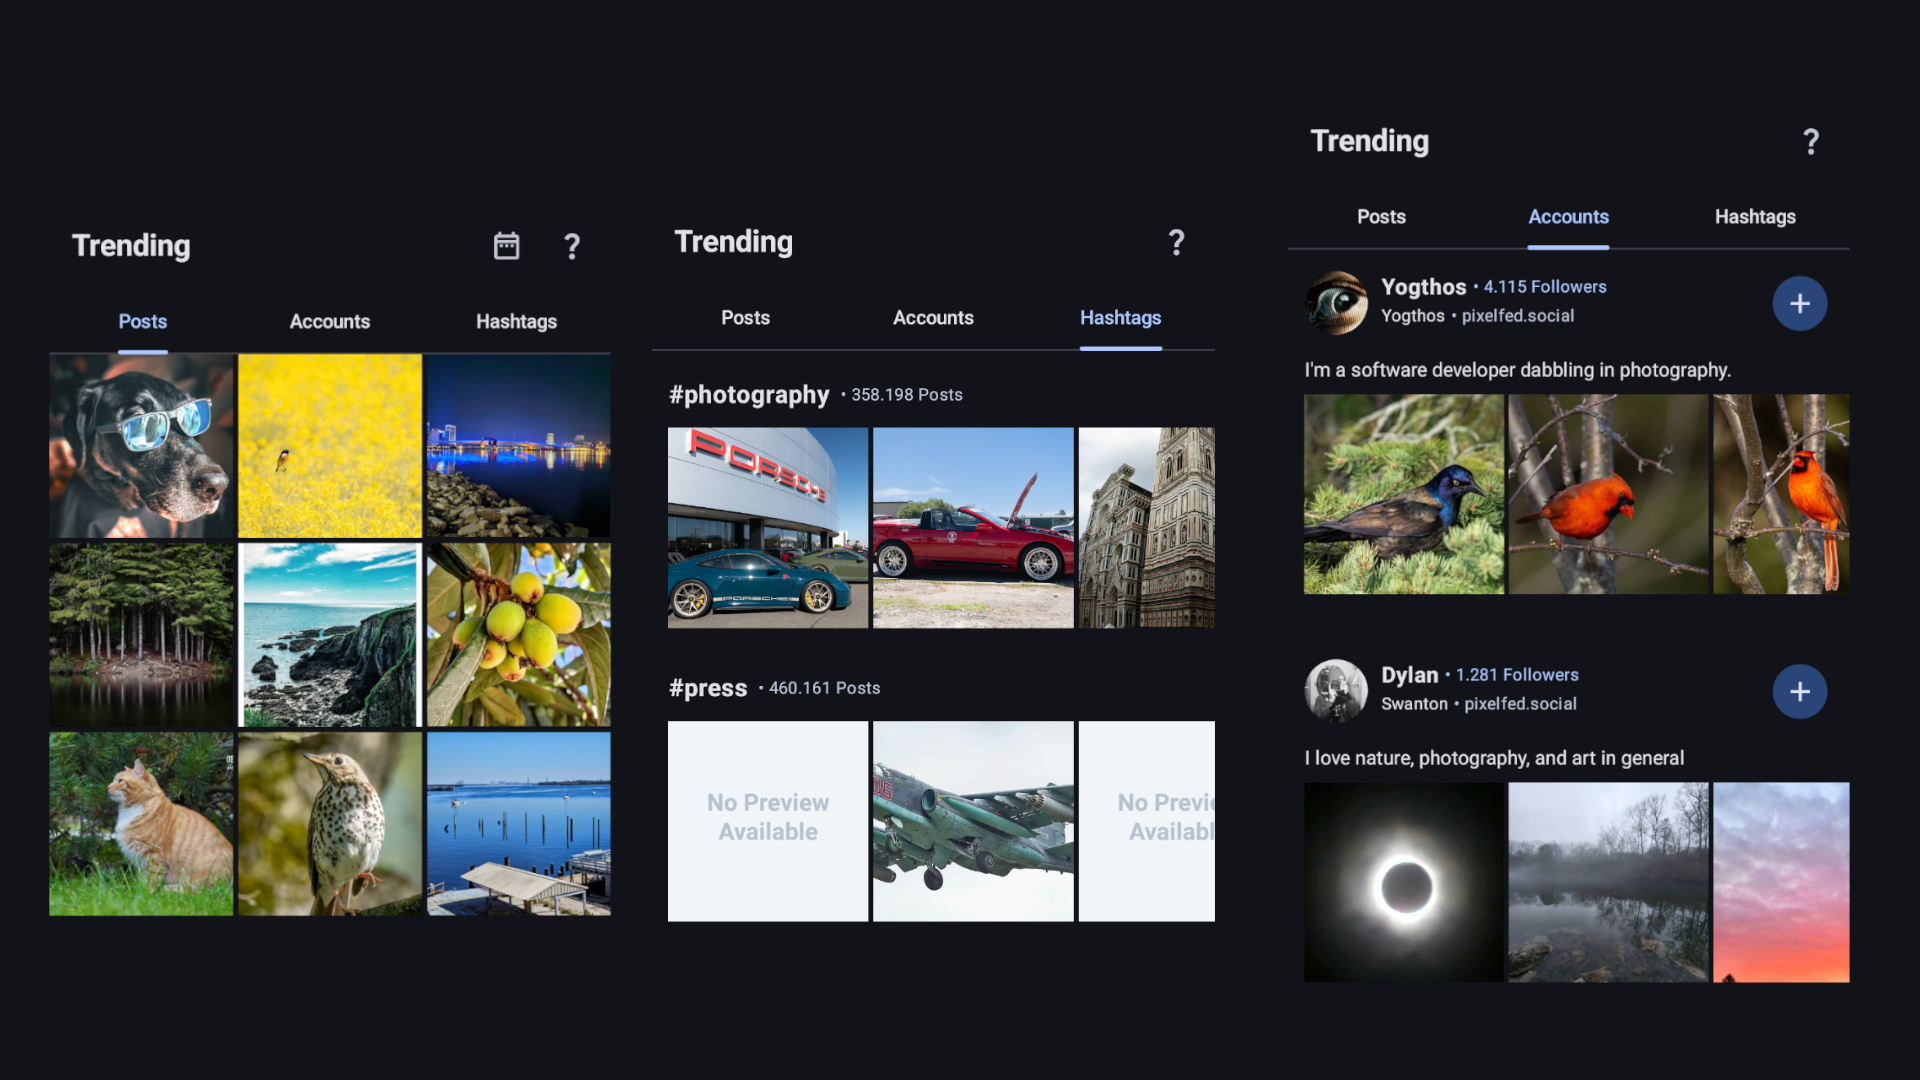 Trending
?
Posts
Accounts
Hashtags
Trending
?
Posts
Accounts
Hashtags
#photography • 358.198 Posts
PORSCHE
PORSCHE
#press • 460.161 Posts
No Preview
Available
No Previe
Availabl
Trending
?
Posts
Accounts
Hashtags
Yogthos • 4.115 Followers
Yogthos • pixelfed.social
+
I'm a software developer dabbling in photography.
Dylan • 1.281 Followers
Swanton • pixelfed.social
+
I love nature, photography, and art in general